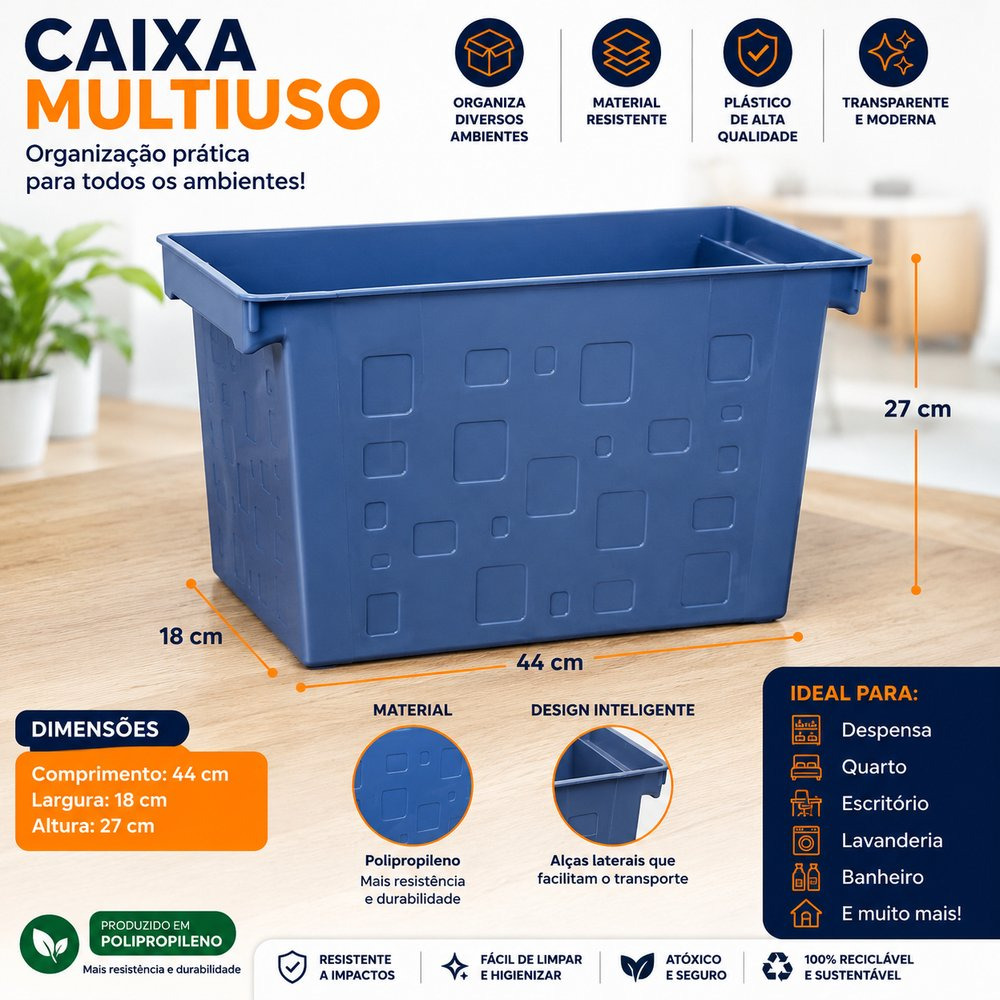 CAIXA
MULTIUSO
Organização prática
para todos os ambientes!
ORGANIZA
DIVERSOS
AMBIENTES
MATERIAL
RESISTENTE
PLÁSTICO
DE ALTA
QUALIDADE
TRANSPARENTE
E MODERNA
27 cm
18 cm
44 cm
DIMENSÕES
Comprimento: 44 cm
Largura: 18 cm
Altura: 27 cm
MATERIAL
Polipropileno
Mais resistência
e durabilidade
DESIGN INTELIGENTE
Alças laterais que
facilitam o transporte
IDEAL PARA:
Despensa
Quarto
Escritório
Lavanderia
Banheiro
E muito mais!
PRODUZIDO EM
POLIPROPILENO
Mais resistência e durabilidade
RESISTENTE
A IMPACTOS
FÁCIL DE LIMPAR
E HIGIENIZAR
ATÓXICO
E SEGURO
100% RECICLÁVEL
E SUSTENTÁVEL